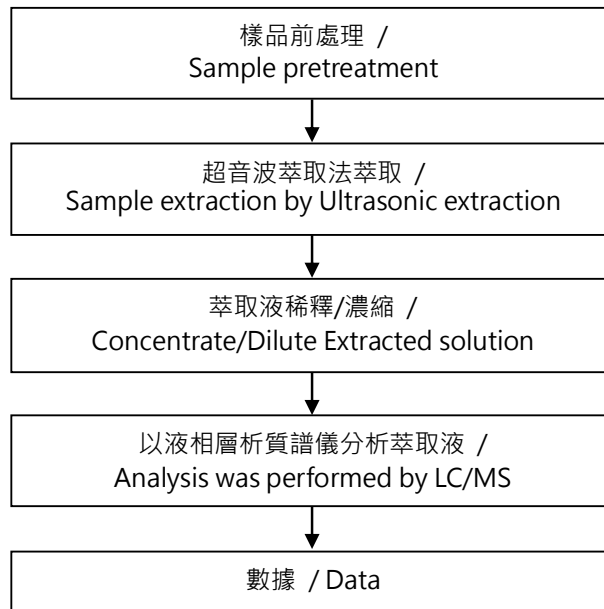 樣品前處理 /
Sample pretreatment
超音波萃取法萃取 /
Sample extraction by Ultrasonic extraction
萃取液稀釋/濃縮 /
Concentrate/Dilute Extracted solution
以液相層析質譜儀分析萃取液 /
Analysis was performed by LC/MS
數據 / Data